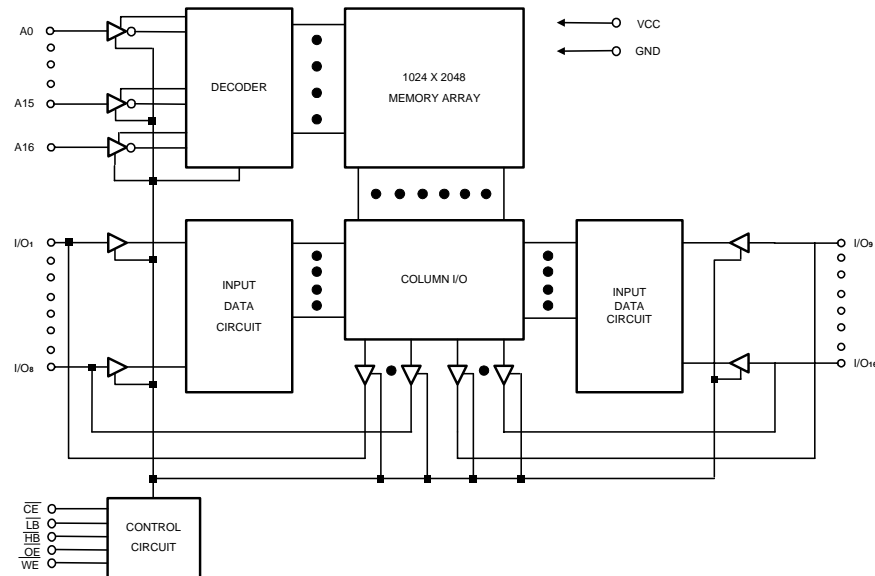 A0
A15
A16
DECODER
1024 X 2048
MEMORY ARRAY
VCC
GND
I/O1
I/O8
INPUT
DATA
CIRCUIT
COLUMN I/O
INPUT
DATA
CIRCUIT
I/O9
I/O16
CE
LB
HB
OE
WE
CONTROL
CIRCUIT